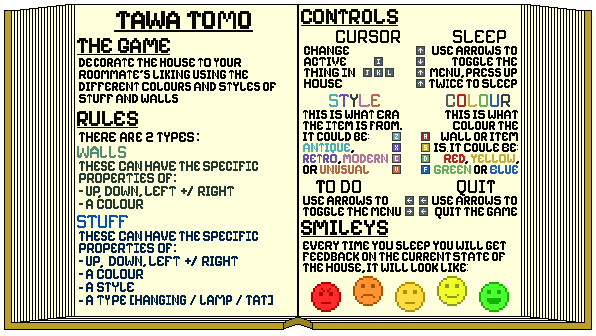 TAWA TOMO
THE GAME
DECORATE THE HOUSE TO YOUR
ROOMMATE'S LIKING USING THE
DIFFERENT COLOURS AND STYLES OF
STUFF AND WALLS
RULES
THERE ARE 2 TYPES:
WALLS
THESE CAN HAVE THE SPECIFIC
PROPERTIES OF:
- UP, DOWN, LEFT +/ RIGHT
- A COLOUR
STUFF
THESE CAN HAVE THE SPECIFIC
PROPERTIES OF:
- UP, DOWN, LEFT +/ RIGHT
- A COLOUR
- A STYLE
- A TYPE [HANGING / LAMP / TAT]
CONTROLS
CURSOR
CHANGE
ACTIVE I
THING IN J K L
HOUSE
SLEEP
↑ USE ARROWS TO
↓ TOGGLE THE
↑ MENU, PRESS UP
↑ TWICE TO SLEEP
STYLE
THIS IS WHAT ERA
THE ITEM IS FROM.
IT COULD BE: Z
ANTIQUE, X
RETRO, MODERN C
OR UNUSUAL V
COLOUR
THIS IS WHAT
COLOUR THE
A WALL OR ITEM
S IS IT COULE BE:
D RED, YELLOW,
F GREEN OR BLUE
TO DO
USE ARROWS TO ←
TOGGLE THE MENU →
QUIT
← USE ARROWS TO
→ QUIT THE GAME
SMILEYS
EVERY TIME YOU SLEEP YOU WILL GET
FEEDBACK ON THE CURRENT STATE OF
THE HOUSE, IT WILL LOOK LIKE: